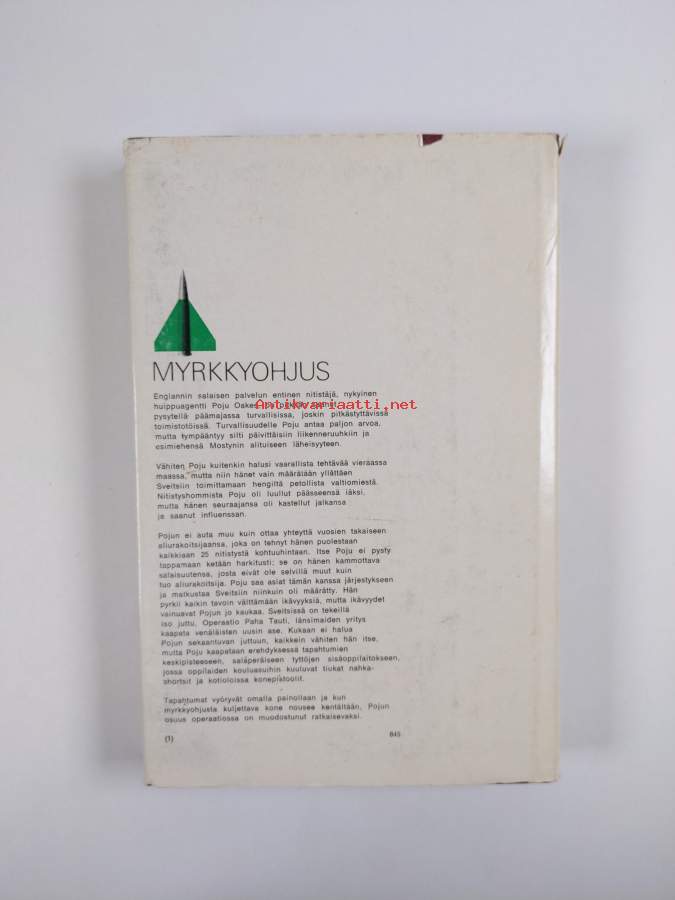 MYRKKYOHJUS
Englannin salaisen palvelun entinen nitistäjä, nykyinen
huippuagentti Poju Oakes
Antikvariaatti.net
pysytellä päämajassa turvallisissa, joskin pitkästyttävissä
toimistotöissä. Turvallisuudelle Poju antaa paljon arvoa,
mutta tympääntyy silti päivittäisiin liikenneruuhkiin ja
esimiehensä Mostynin alituiseen läheisyyteen.
Vähiten Poju kuitenkin halusi vaarallista tehtävää vieraassa
maassa, mutta niin hänet vain määrätään yllättäen
Sveitsiin toimittamaan hengiltä petollista valtiomiestä.
Nitistyshommista Poju oli luullut päässeensä iäksi,
mutta hänen seuraajansa oli kastellut jalkansa
ja saanut influenssan.
Pojun ei auta muu kuin ottaa yhteyttä vuosien takaiseen
aliurakoitsijaansa, joka on tehnyt hänen puolestaan
kaikkiaan 25 nitistystä kohtuuhintaan. Itse Poju ei pysty
tappamaan ketään harkitusti; se on hänen kammottava
salaisuutensa, josta eivät ole selvillä muut kuin
tuo aliurakoitsija. Poju saa asiat tämän kanssa järjestykseen
ja matkustaa Sveitsiin niinkuin oli määrätty. Hän
pyrkii kaikin tavoin välttämään ikävyyksiä, mutta ikävyydet
vainuavat Pojun jo kaukaa. Sveitsissä on tekeillä
iso juttu, Operaatio Paha Tauti, länsimaiden yritys
kaapata venäläisten uusin ase. Kukaan ei halua
Pojun sekaantuvan juttuun, kaikkein vähiten hän itse,
mutta Poju kaapataan erehdyksessä tapahtumien
keskipisteeseen, salaperäiseen tyttöjen sisäoppilaitokseen,
jossa oppilaiden kouluasuihin kuuluvat tiukat nahka-
shortsit ja kotioloissa konepistoolit.
Tapahtumat vyöryvät omalla painollaan ja kun
myrkkyohjusta kuljettava kone nousee kentältään, Pojun
osuus operaatiossa on muodostunut ratkaisevaksi.
(1) 845